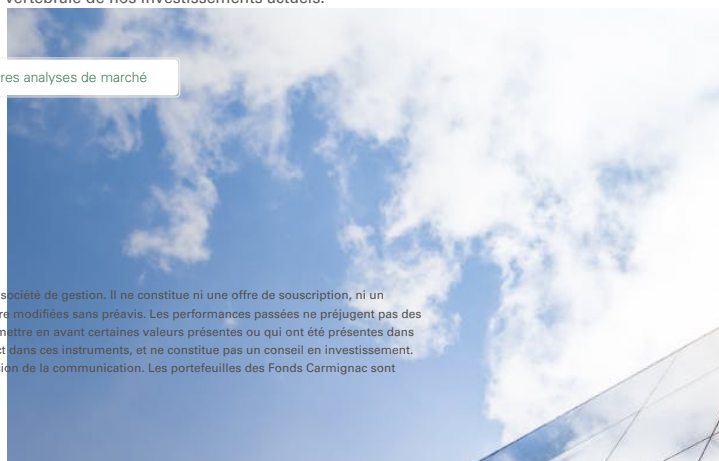 vertébrale de nos investissements actuels.
res analyses de marché
société de gestion. Il ne constitue ni une offre de souscription, ni un
re modifiées sans préavis. Les performances passées ne préjugent pas des
mettre en avant certaines valeurs présentes ou qui ont été présentes dans
ct dans ces instruments, et ne constitue pas un conseil en investissement.
ion de la communication. Les portefeuilles des Fonds Carmignac sont